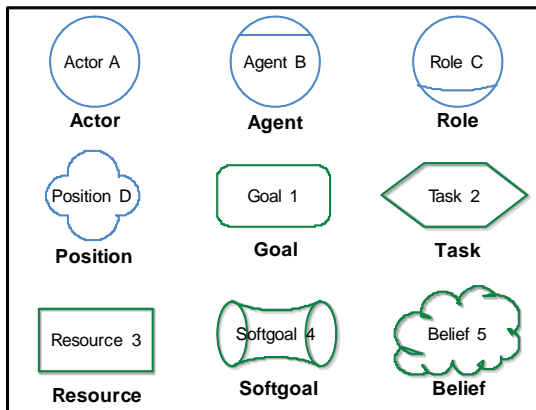 Actor A
Agent B
Role C
Actor
Agent
Role
Position D
Goal 1
Task 2
Position
Goal
Task
Resource 3
Softgoal 4
Belief 5
Resource
Softgoal
Belief